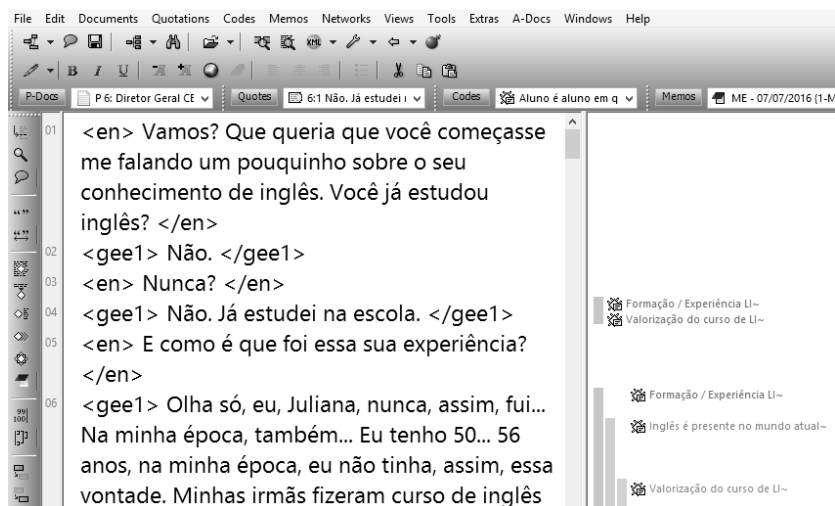 File Edit Documents Quotations Codes Memos Networks Views Tools Extras A-Docs Windows Help
B I U
P-Docs P 6: Diretor Geral CE Quotes 6:1 Não. Já estudei Codes Aluno é aluno em q Memos ME - 07/07/2016 {1-M
01 <en> Vamos? Que queria que você começasse
me falando um pouquinho sobre o seu
conhecimento de inglês. Você já estudou
inglês? </en>
02 <gee1> Não. </gee1>
03 <en> Nunca? </en>
04 <gee1> Não. Já estudei na escola. </gee1>
Formação / Experiência LI~
Valorização do curso de LI~
05 <en> E como é que foi essa sua experiência?
</en>
06 <gee1> Olha só, eu, Juliana, nunca, assim, fui...
Na minha época, também... Eu tenho 50... 56
anos, na minha época, eu não tinha, assim, essa
vontade. Minhas irmãs fizeram curso de inglês
Formação / Experiência LI~
Inglês é presente no mundo atual~
Valorização do curso de LI~